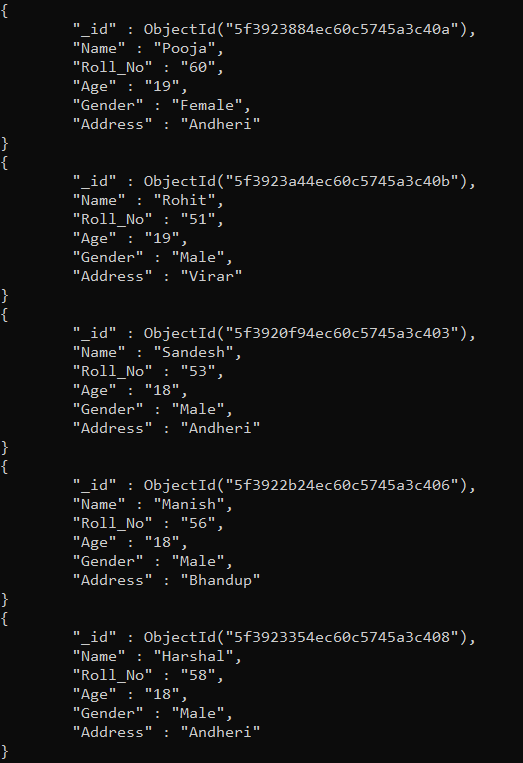 {
"_id" : ObjectId("5f3923884ec60c5745a3c40a"),
"Name" : "Pooja",
"Roll_No" : "60",
"Age" : "19",
"Gender" : "Female",
"Address" : "Andheri"
}
{
"_id" : ObjectId("5f3923a44ec60c5745a3c40b"),
"Name" : "Rohit",
"Roll_No" : "51",
"Age" : "19",
"Gender" : "Male",
"Address" : "Virar"
}
{
"_id" : ObjectId("5f3920f94ec60c5745a3c403"),
"Name" : "Sandesh",
"Roll_No" : "53",
"Age" : "18",
"Gender" : "Male",
"Address" : "Andheri"
}
{
"_id" : ObjectId("5f3922b24ec60c5745a3c406"),
"Name" : "Manish",
"Roll_No" : "56",
"Age" : "18",
"Gender" : "Male",
"Address" : "Bhandup"
}
{
"_id" : ObjectId("5f3923354ec60c5745a3c408"),
"Name" : "Harshal",
"Roll_No" : "58",
"Age" : "18",
"Gender" : "Male",
"Address" : "Andheri"
}